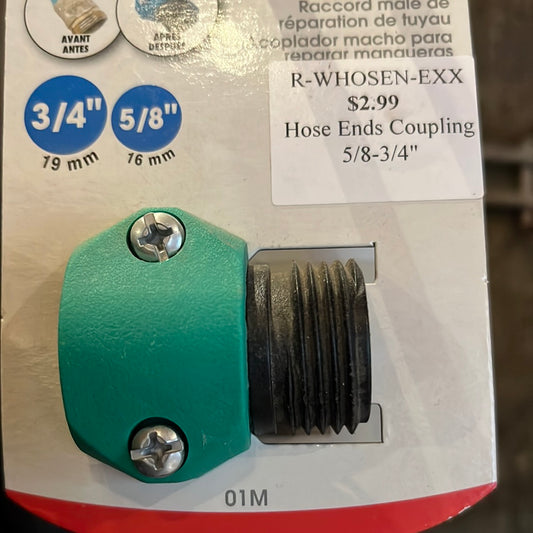 Raccord mâle de
réparation de tuyau
Acoplador macho para
reparar mangueras
AVANT
ANTES
APRÈS
DESPUÉS
R-WHOSEN-EXX
$2.99
Hose Ends Coupling
5/8-3/4"
3/4"
19 mm
5/8"
16 mm
01M